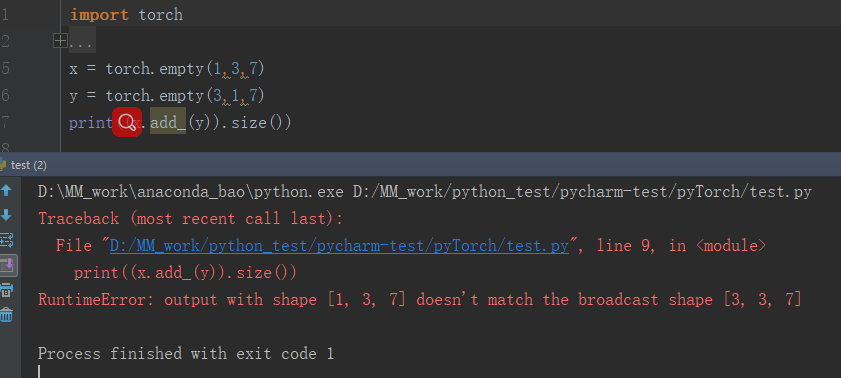 1 import torch
2 ...
5 x = torch.empty(1,3,7)
6 y = torch.empty(3,1,7)
7 print((x.add_(y)).size())
8
test (2)
D:\MM_work\anaconda_bao\python.exe D:/MM_work/python_test/pycharm-test/pyTorch/test.py
Traceback (most recent call last):
File "D:/MM_work/python_test/pycharm-test/pyTorch/test.py", line 9, in <module>
print((x.add_(y)).size())
RuntimeError: output with shape [1, 3, 7] doesn't match the broadcast shape [3, 3, 7]
Process finished with exit code 1